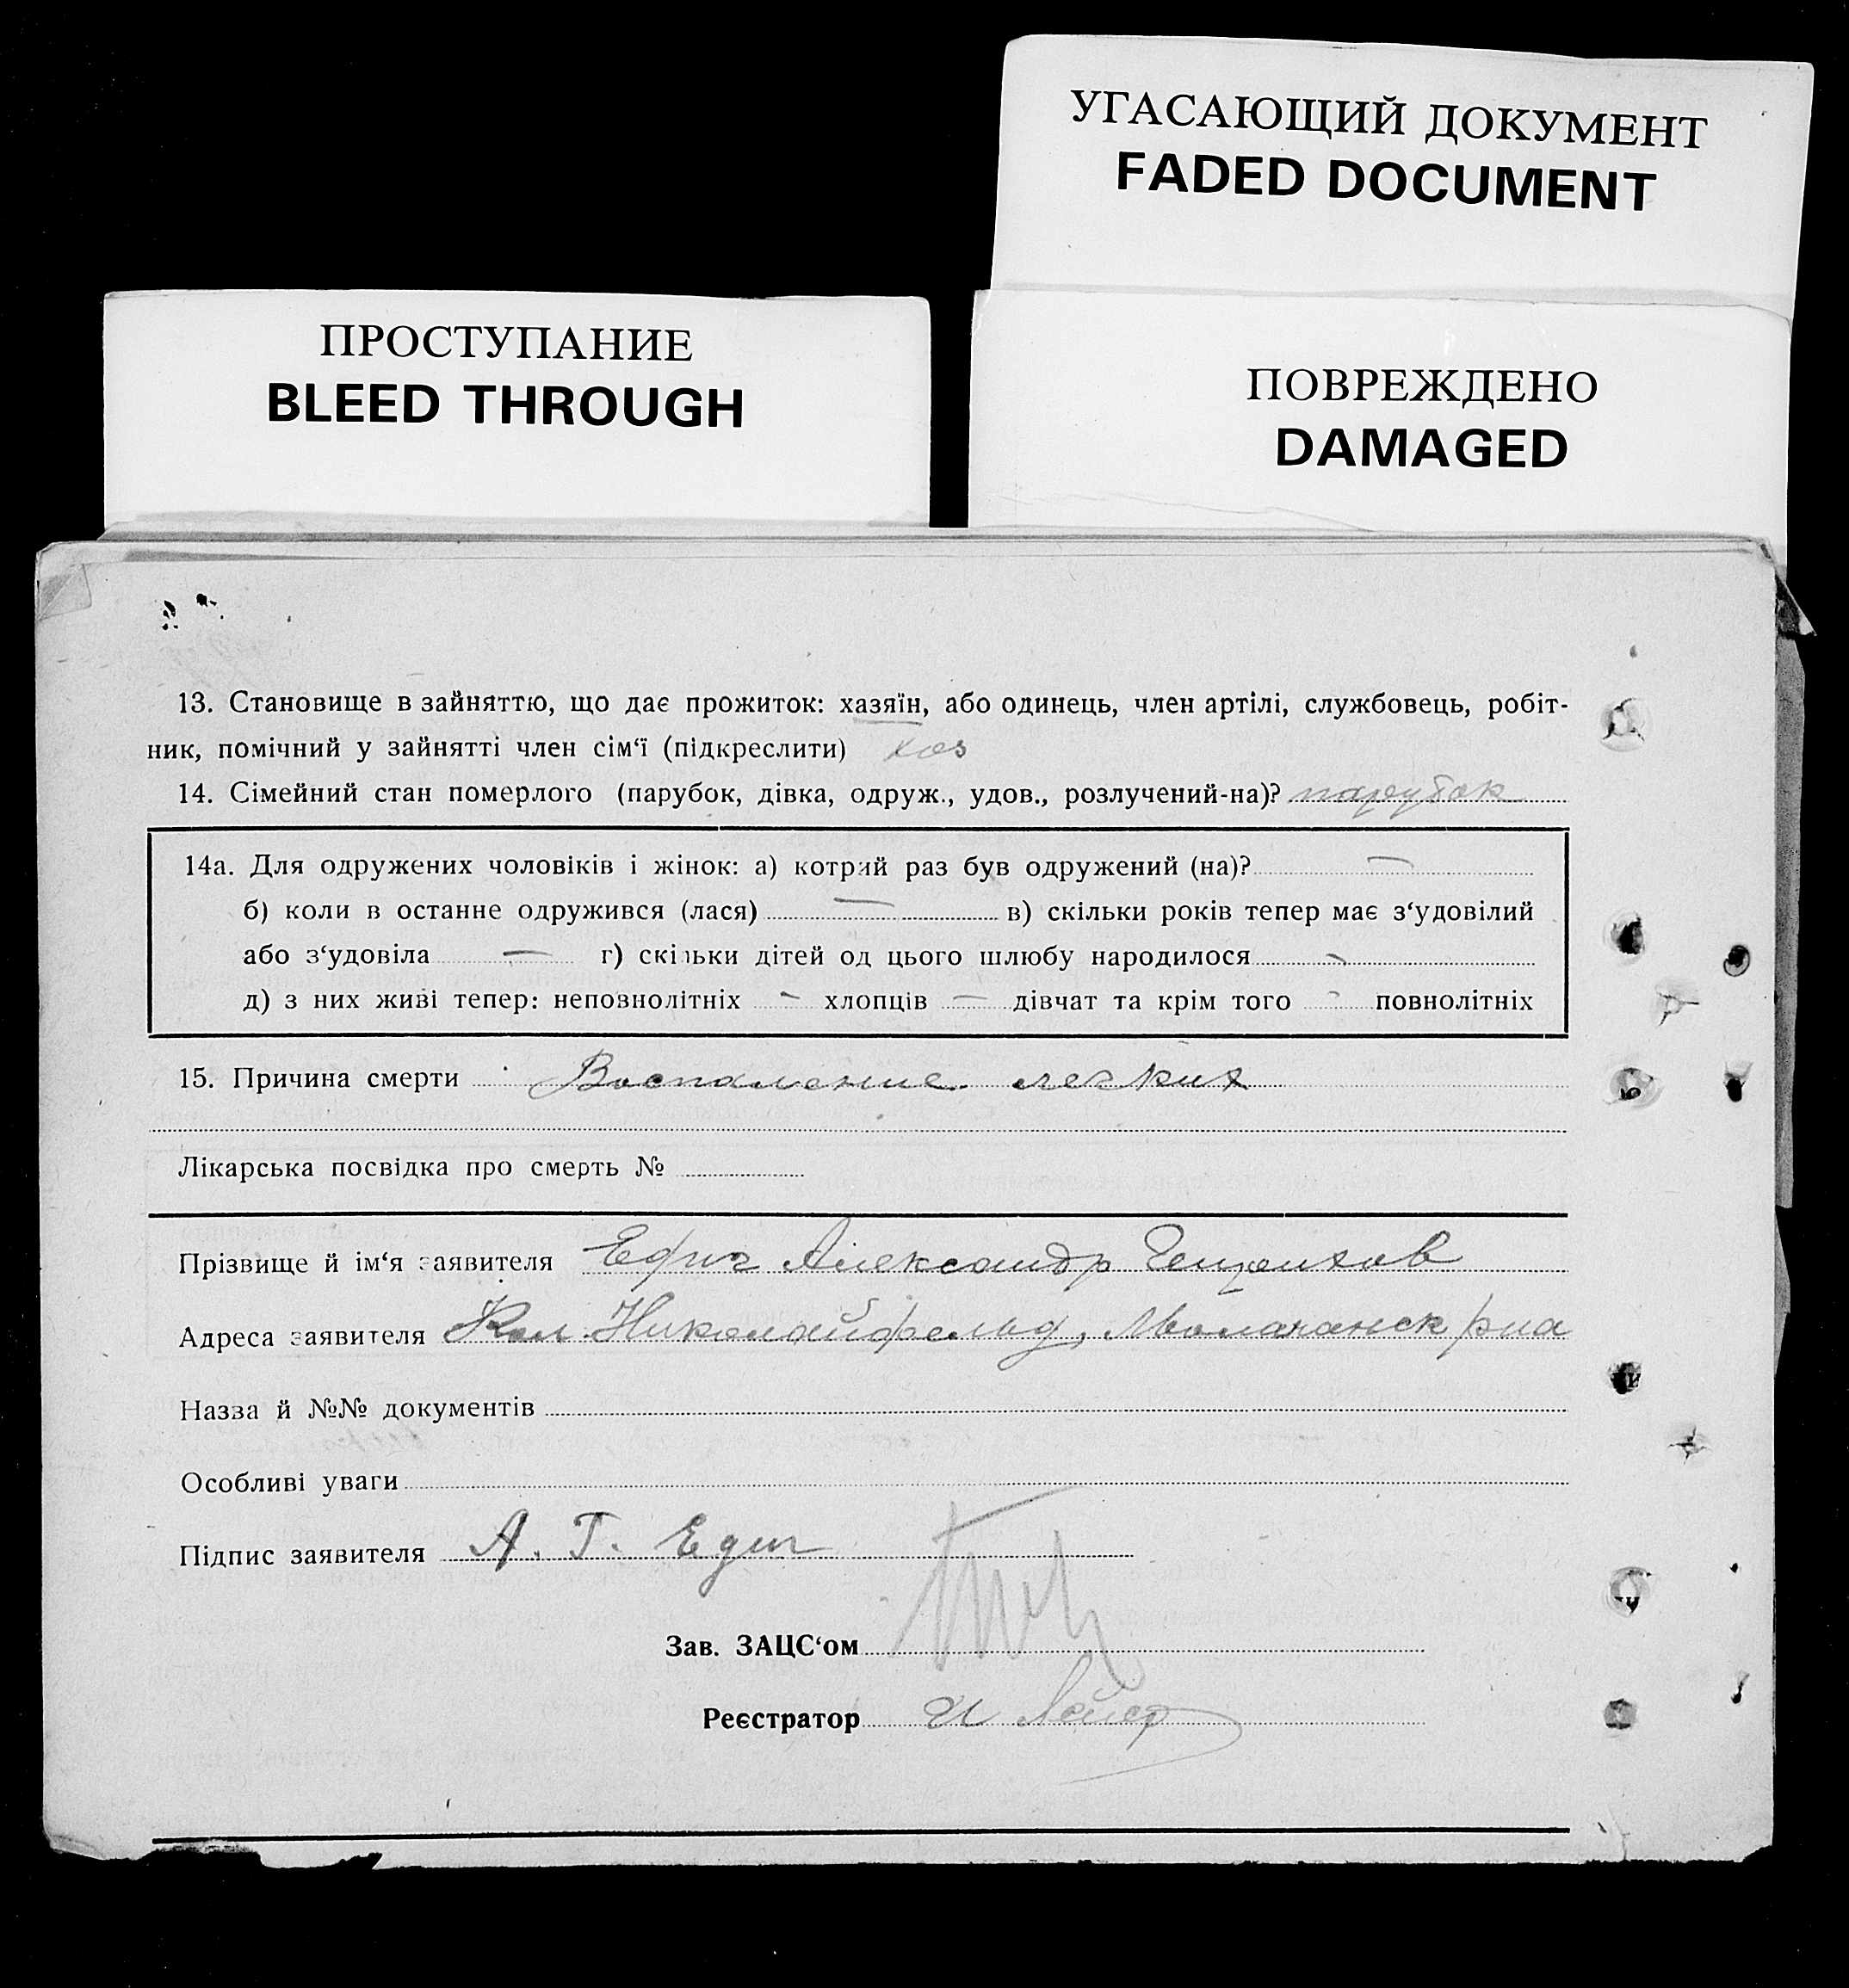 УГАСАЮЩИЙ ДОКУМЕНТ
FADED DOCUMENT
ПРОСТУПАНИЕ
BLEED THROUGH
ПОВРЕЖДЕНО
DAMAGED
13. Становище в зайняттю, що дає прожиток: хазяїн, або одинець, член артілі, службовець, робіт-
ник, помічний у зайнятті член сім‘ї (підкреслити) хоз
14. Сімейний стан померлого (парубок, дівка, одруж., удов., розлучений-на)? парубок
14а. Для одружених чоловіків і жінок: а) котрий раз був одружений (на)? —
б) коли в останнє одружився (лася) — в) скільки років тепер має з‘удовілий
або з‘удовіла — г) скільки дітей од цього шлюбу народилося —
д) з них живі тепер: неповнолітніх — хлопців — дівчат та крім того — повнолітніх
15. Причина смерти Воспаление легких
Лікарська посвідка про смерть №
Прізвище й ім‘я заявителя Александр
Адреса заявителя Кол. Николайфельд, Молочанск р-на
Назва й №№ документів
Особливі уваги
Підпис заявителя А. Г.
Зав. ЗАЦС‘ом
Реєстратор И